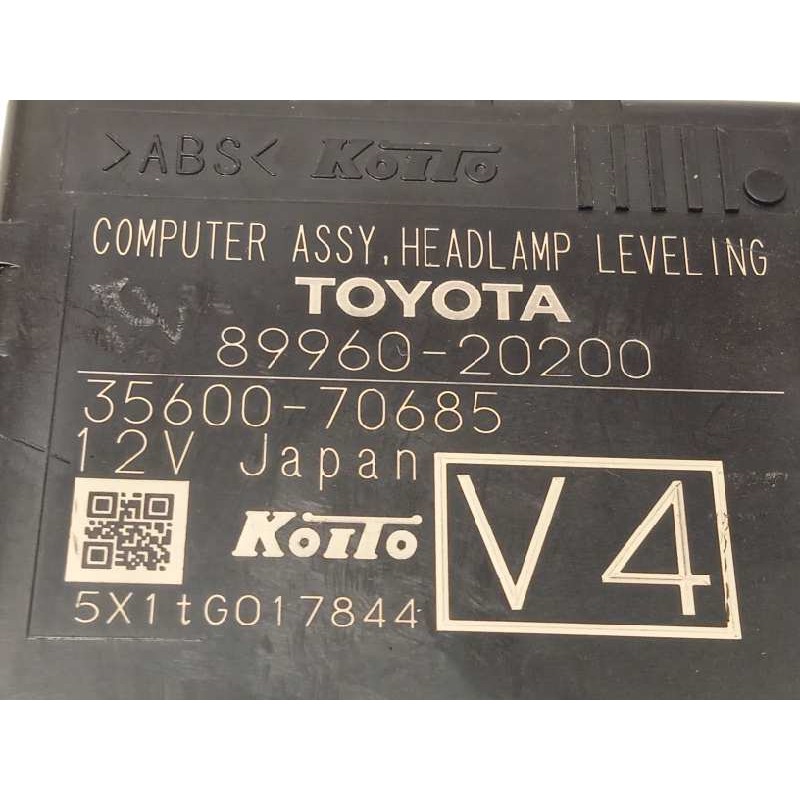 >ABS< KOITO
COMPUTER ASSY,HEADLAMP LEVELING
TOYOTA
89960-20200
35600-70685
12V Japan
KOITO
V4
5X1tG017844